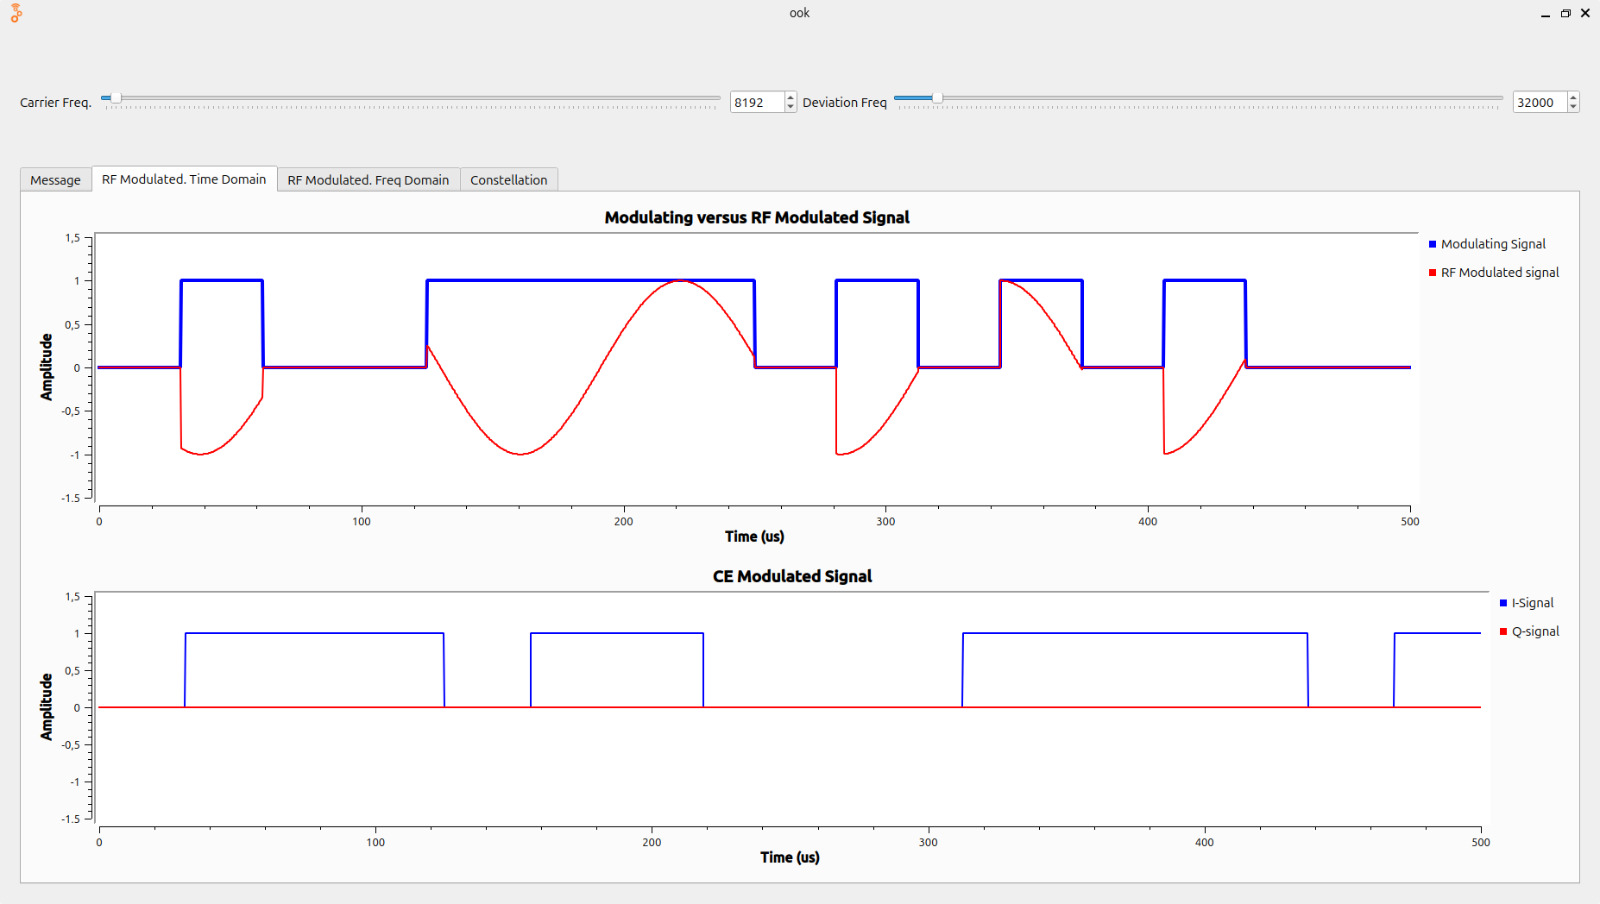 ook
Carrier Freq.
8192
Deviation Freq
32000
Message
RF Modulated. Time Domain
RF Modulated. Freq Domain
Constellation
Modulating versus RF Modulated Signal
1,5
1
0,5
0
-0,5
-1
-1.5
Amplitude
0
100
200
300
400
500
Time (us)
Modulating Signal
RF Modulated signal
CE Modulated Signal
1,5
1
0,5
0
-0,5
-1
-1.5
Amplitude
0
100
200
300
400
500
Time (us)
I-Signal
Q-signal